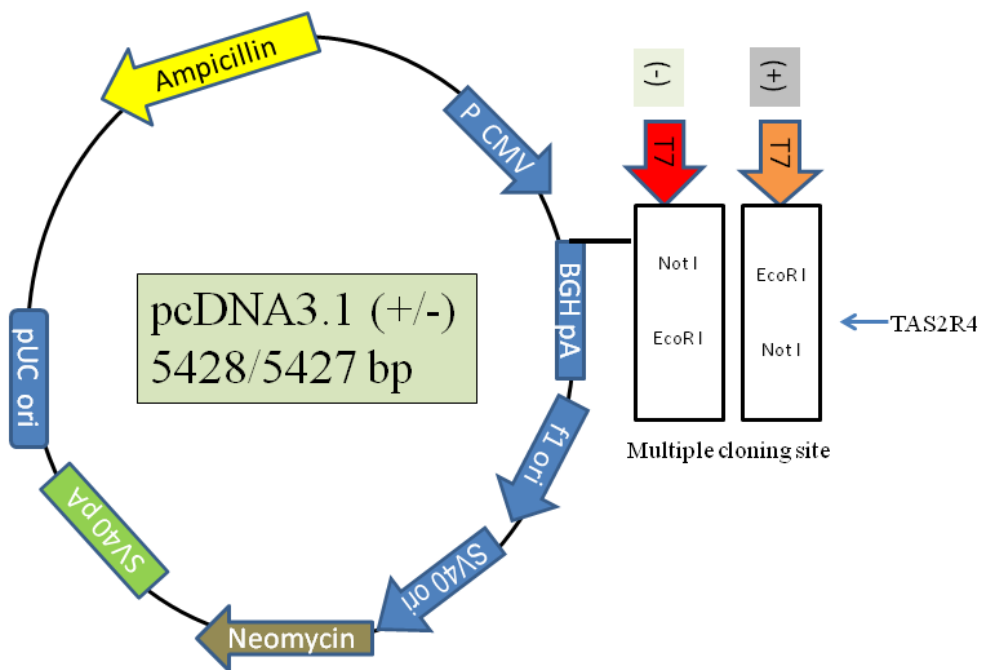 Ampicillin
P CMV
BGH pA
f1 ori
SV40 ori
Neomycin
SV40 pA
pUC ori
pcDNA3.1 (+/-)
5428/5427 bp
(-)
(+)
T7
T7
Not I
EcoR I
EcoR I
Not I
TAS2R4
Multiple cloning site